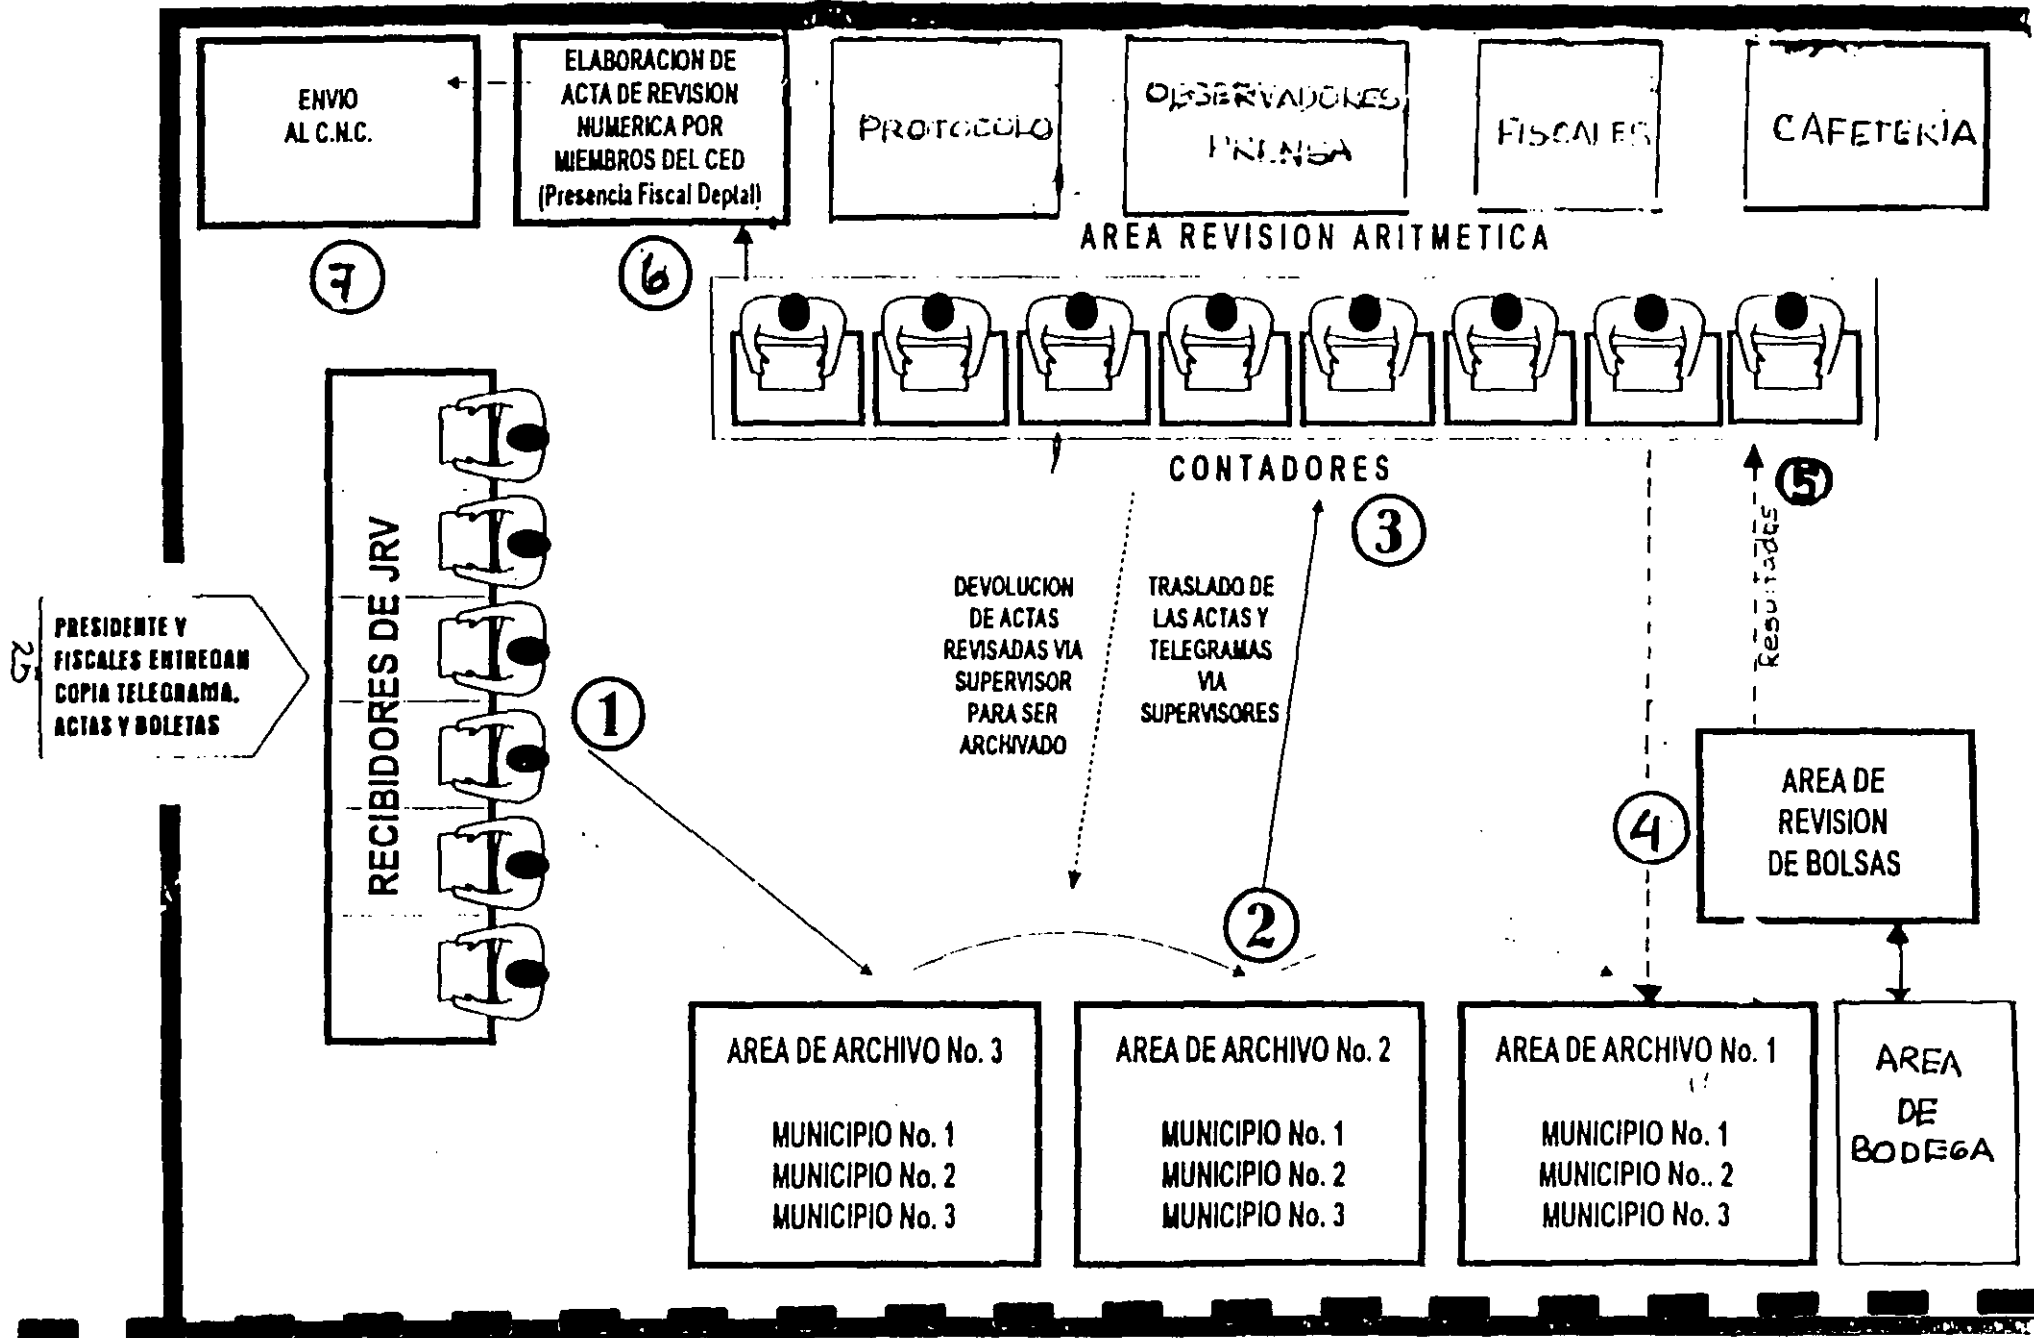 ENVIO
AL C.N.C.
ELABORACION DE
ACTA DE REVISION
NUMERICA POR
MIEMBROS DEL CED
(Presencia Fiscal Deptal)
PROTOCOLO
OBSERVADORES
PRENSA
FISCALES
CAFETERIA
7
6
AREA REVISION ARITMETICA
CONTADORES
3
5
Resultados
RECIBIDORES DE JRV
PRESIDENTE Y
FISCALES ENTREGAN
COPIA TELEGRAMA,
ACTAS Y BOLETAS
25
1
DEVOLUCION
DE ACTAS
REVISADAS VIA
SUPERVISOR
PARA SER
ARCHIVADO
TRASLADO DE
LAS ACTAS Y
TELEGRAMAS
VIA
SUPERVISORES
2
4
AREA DE
REVISION
DE BOLSAS
AREA DE ARCHIVO No. 3
MUNICIPIO No. 1
MUNICIPIO No. 2
MUNICIPIO No. 3
AREA DE ARCHIVO No. 2
MUNICIPIO No. 1
MUNICIPIO No. 2
MUNICIPIO No. 3
AREA DE ARCHIVO No. 1
MUNICIPIO No. 1
MUNICIPIO No.. 2
MUNICIPIO No. 3
AREA
DE
BODEGA